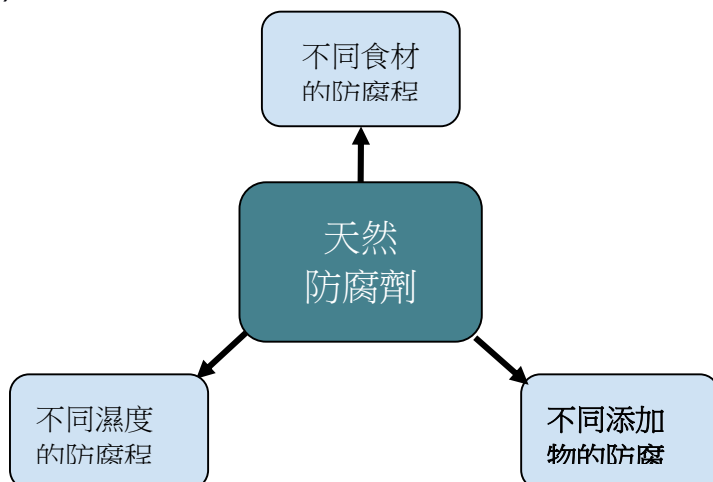 不同食材
的防腐程
天然
防腐劑
不同濕度
的防腐程
不同添加
物的防腐